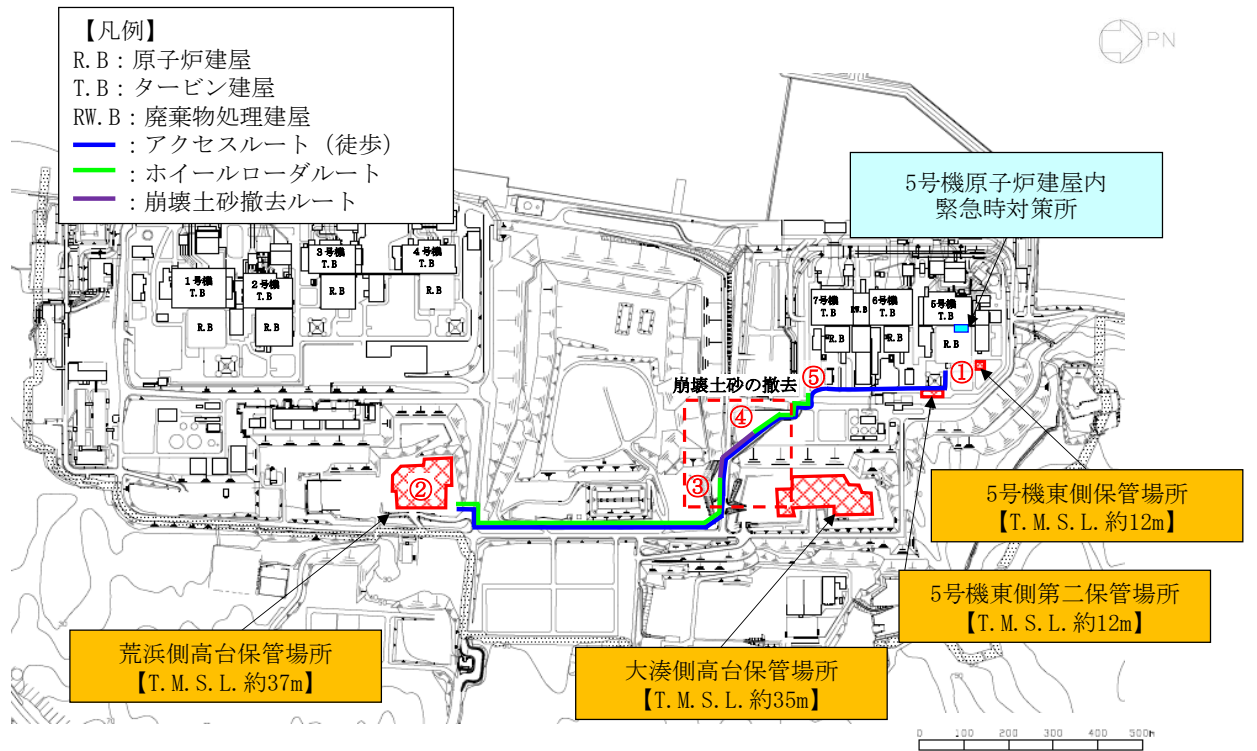 【凡例】
R.B：原子炉建屋
T.B：タービン建屋
RW.B：廃棄物処理建屋
：アクセスルート（徒歩）
：ホイールローダルート
：崩壊土砂撤去ルート
PN
5号機原子炉建屋内
緊急時対策所
1号機
T.B
2号機
T.B
3号機
T.B
4号機
T.B
R.B
R.B
R.B
R.B
7号機
T.B
RW.B
6号機
T.B
5号機
T.B
R.B
R.B
R.B
崩壊土砂の撤去
①
②
③
④
⑤
5号機東側保管場所
【T.M.S.L.約12m】
5号機東側第二保管場所
【T.M.S.L.約12m】
荒浜側高台保管場所
【T.M.S.L.約37m】
大湊側高台保管場所
【T.M.S.L.約35m】
0 100 200 300 400 500m